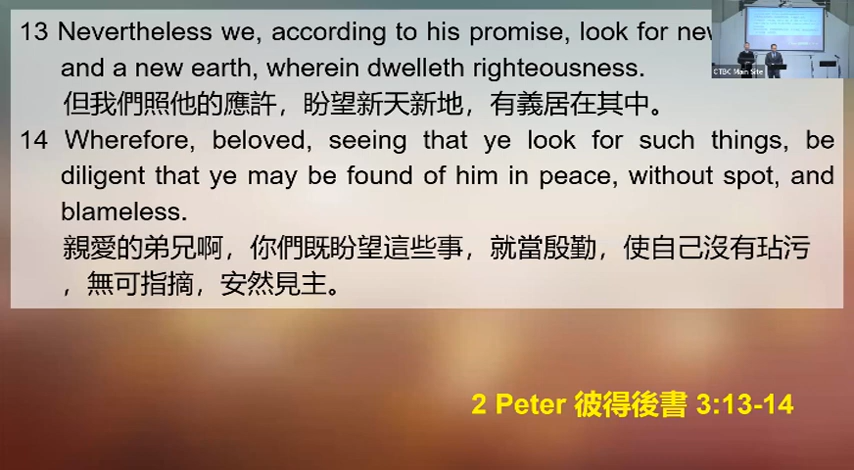 13 Nevertheless we, according to his promise, look for new
and a new earth, wherein dwelleth righteousness.
但我們照他的應許，盼望新天新地，有義居在其中。
14 Wherefore, beloved, seeing that ye look for such things, be
diligent that ye may be found of him in peace, without spot, and
blameless.
親愛的弟兄啊，你們既盼望這些事，就當殷勤，使自己沒有玷污
，無可指摘，安然見主。
2 Peter 彼得後書 3:13-14
CTBC Main Site